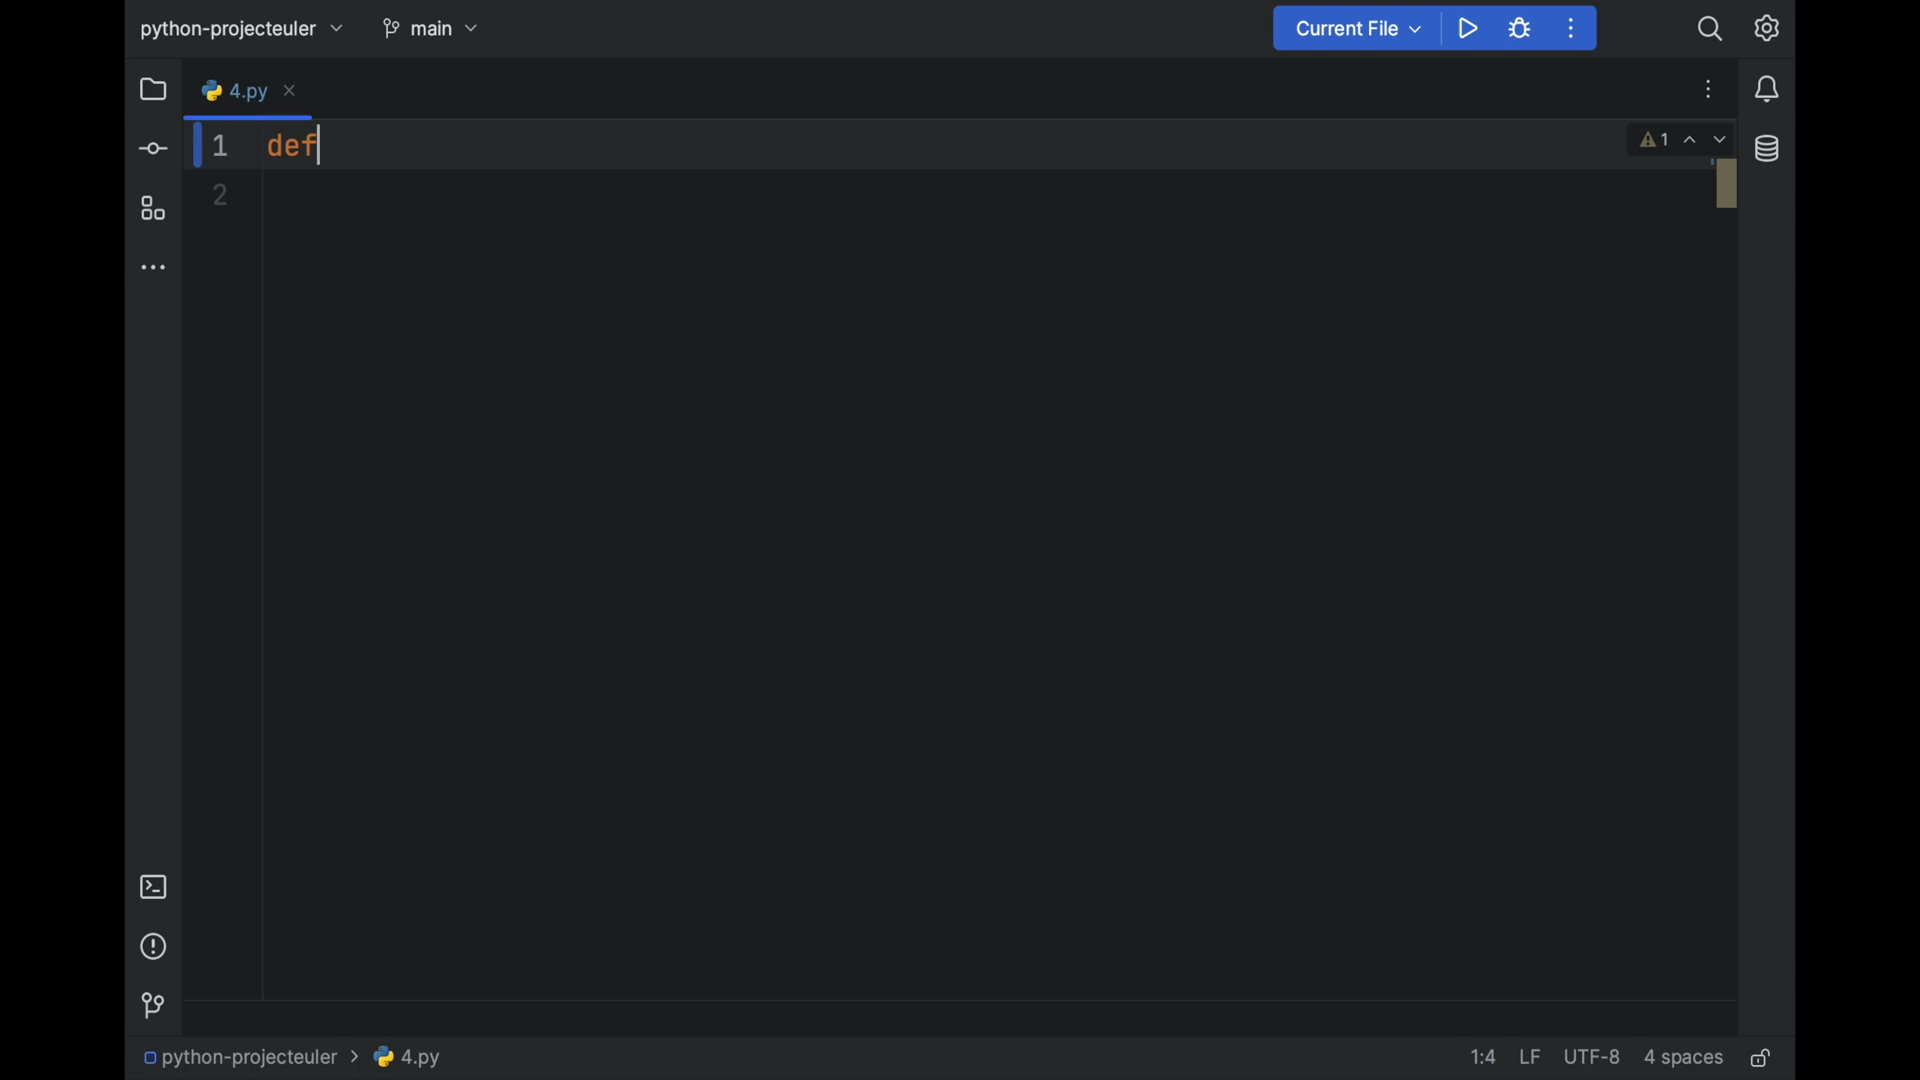 python-projecteuler main Current File
4.py
1 def 1
2
python-projecteuler 4.py 1:4 LF UTF-8 4 spaces